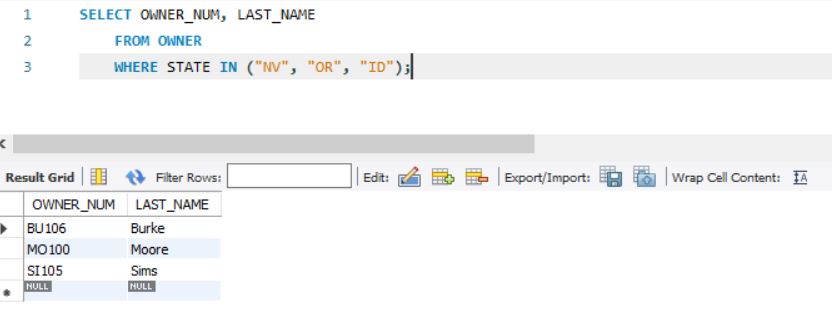 1 SELECT OWNER_NUM, LAST_NAME
2 FROM OWNER
3 WHERE STATE IN ("NV", "OR", "ID");
Result Grid Filter Rows: Edit: Export/Import: Wrap Cell Content: IA
OWNER_NUM LAST_NAME
BU106 Burke
MO100 Moore
SI105 Sims
NULL NULL